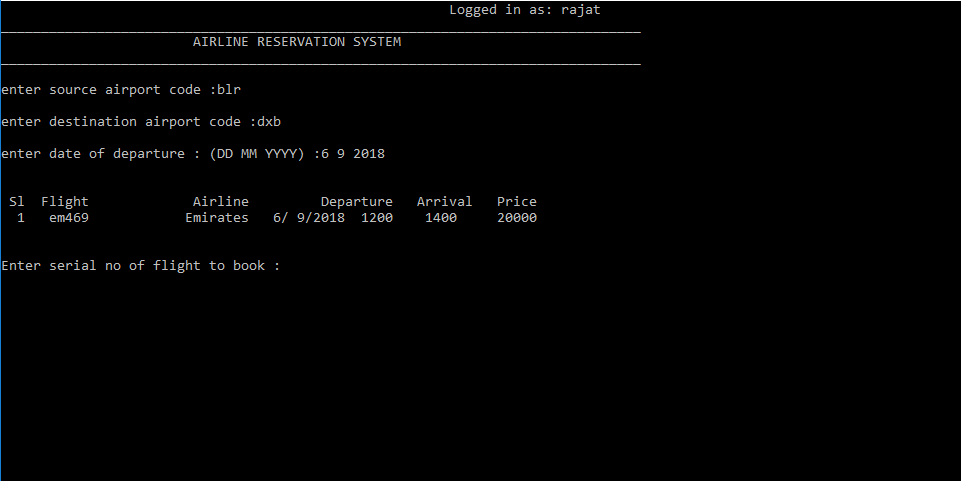 Logged in as: rajat
AIRLINE RESERVATION SYSTEM
enter source airport code :blr
enter destination airport code :dxb
enter date of departure : (DD MM YYYY) :6 9 2018
Sl Flight Airline Departure Arrival Price
1 em469 Emirates 6/ 9/2018 1200 1400 20000
Enter serial no of flight to book :